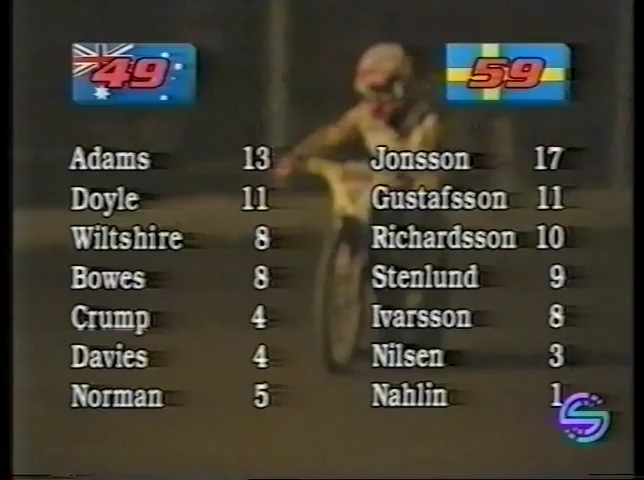 49 59
Adams 13 Jonsson 17
Doyle 11 Gustafsson 11
Wiltshire 8 Richardsson 10
Bowes 8 Stenlund 9
Crump 4 Ivarsson 8
Davies 4 Nilsen 3
Norman 5 Nahlin 1
S